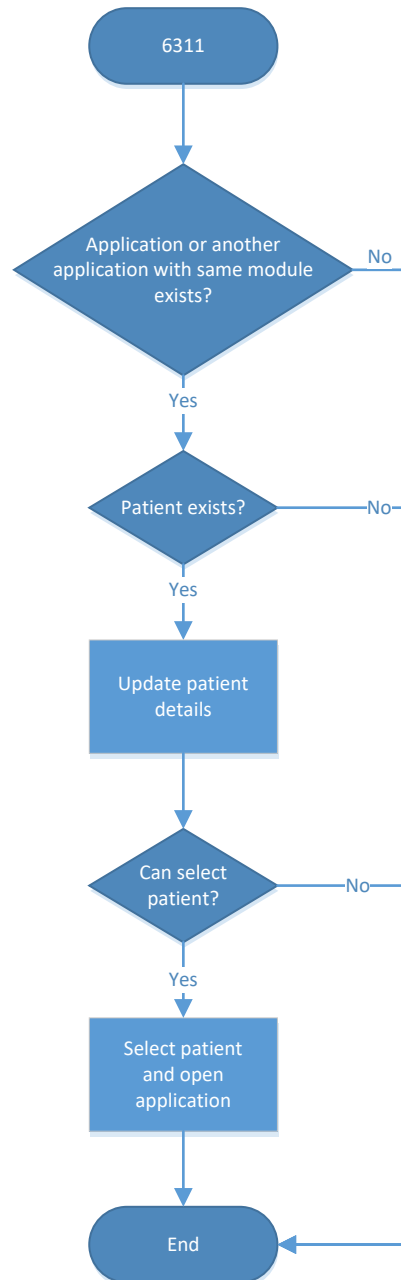 6311
Application or another
application with same module
exists?
No
Yes
Patient exists?
No
Yes
Update patient
details
Can select
patient?
No
Yes
Select patient
and open
application
End